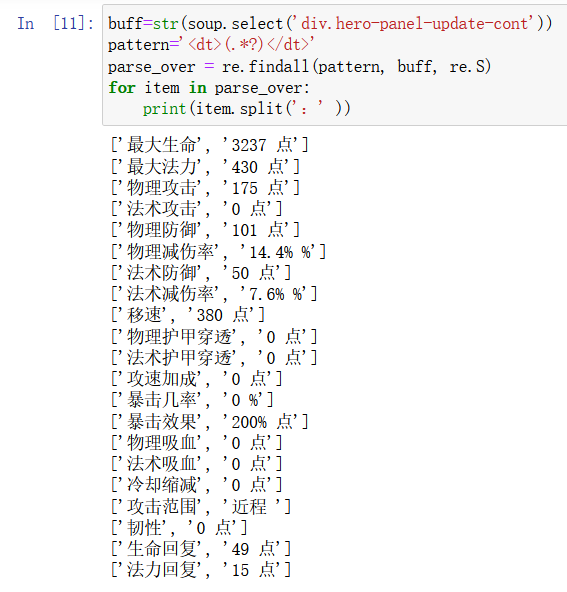 In [11]: buff=str(soup.select('div.hero-panel-update-cont'))
pattern='<dt>(.*?)</dt>'
parse_over = re.findall(pattern, buff, re.S)
for item in parse_over:
    print(item.split('：' ))
['最大生命', '3237 点']
['最大法力', '430 点']
['物理攻击', '175 点']
['法术攻击', '0 点']
['物理防御', '101 点']
['物理减伤率', '14.4% %']
['法术防御', '50 点']
['法术减伤率', '7.6% %']
['移速', '380 点']
['物理护甲穿透', '0 点']
['法术护甲穿透', '0 点']
['攻速加成', '0 点']
['暴击几率', '0 %']
['暴击效果', '200% 点']
['物理吸血', '0 点']
['法术吸血', '0 点']
['冷却缩减', '0 点']
['攻击范围', '近程 ']
['韧性', '0 点']
['生命回复', '49 点']
['法力回复', '15 点']